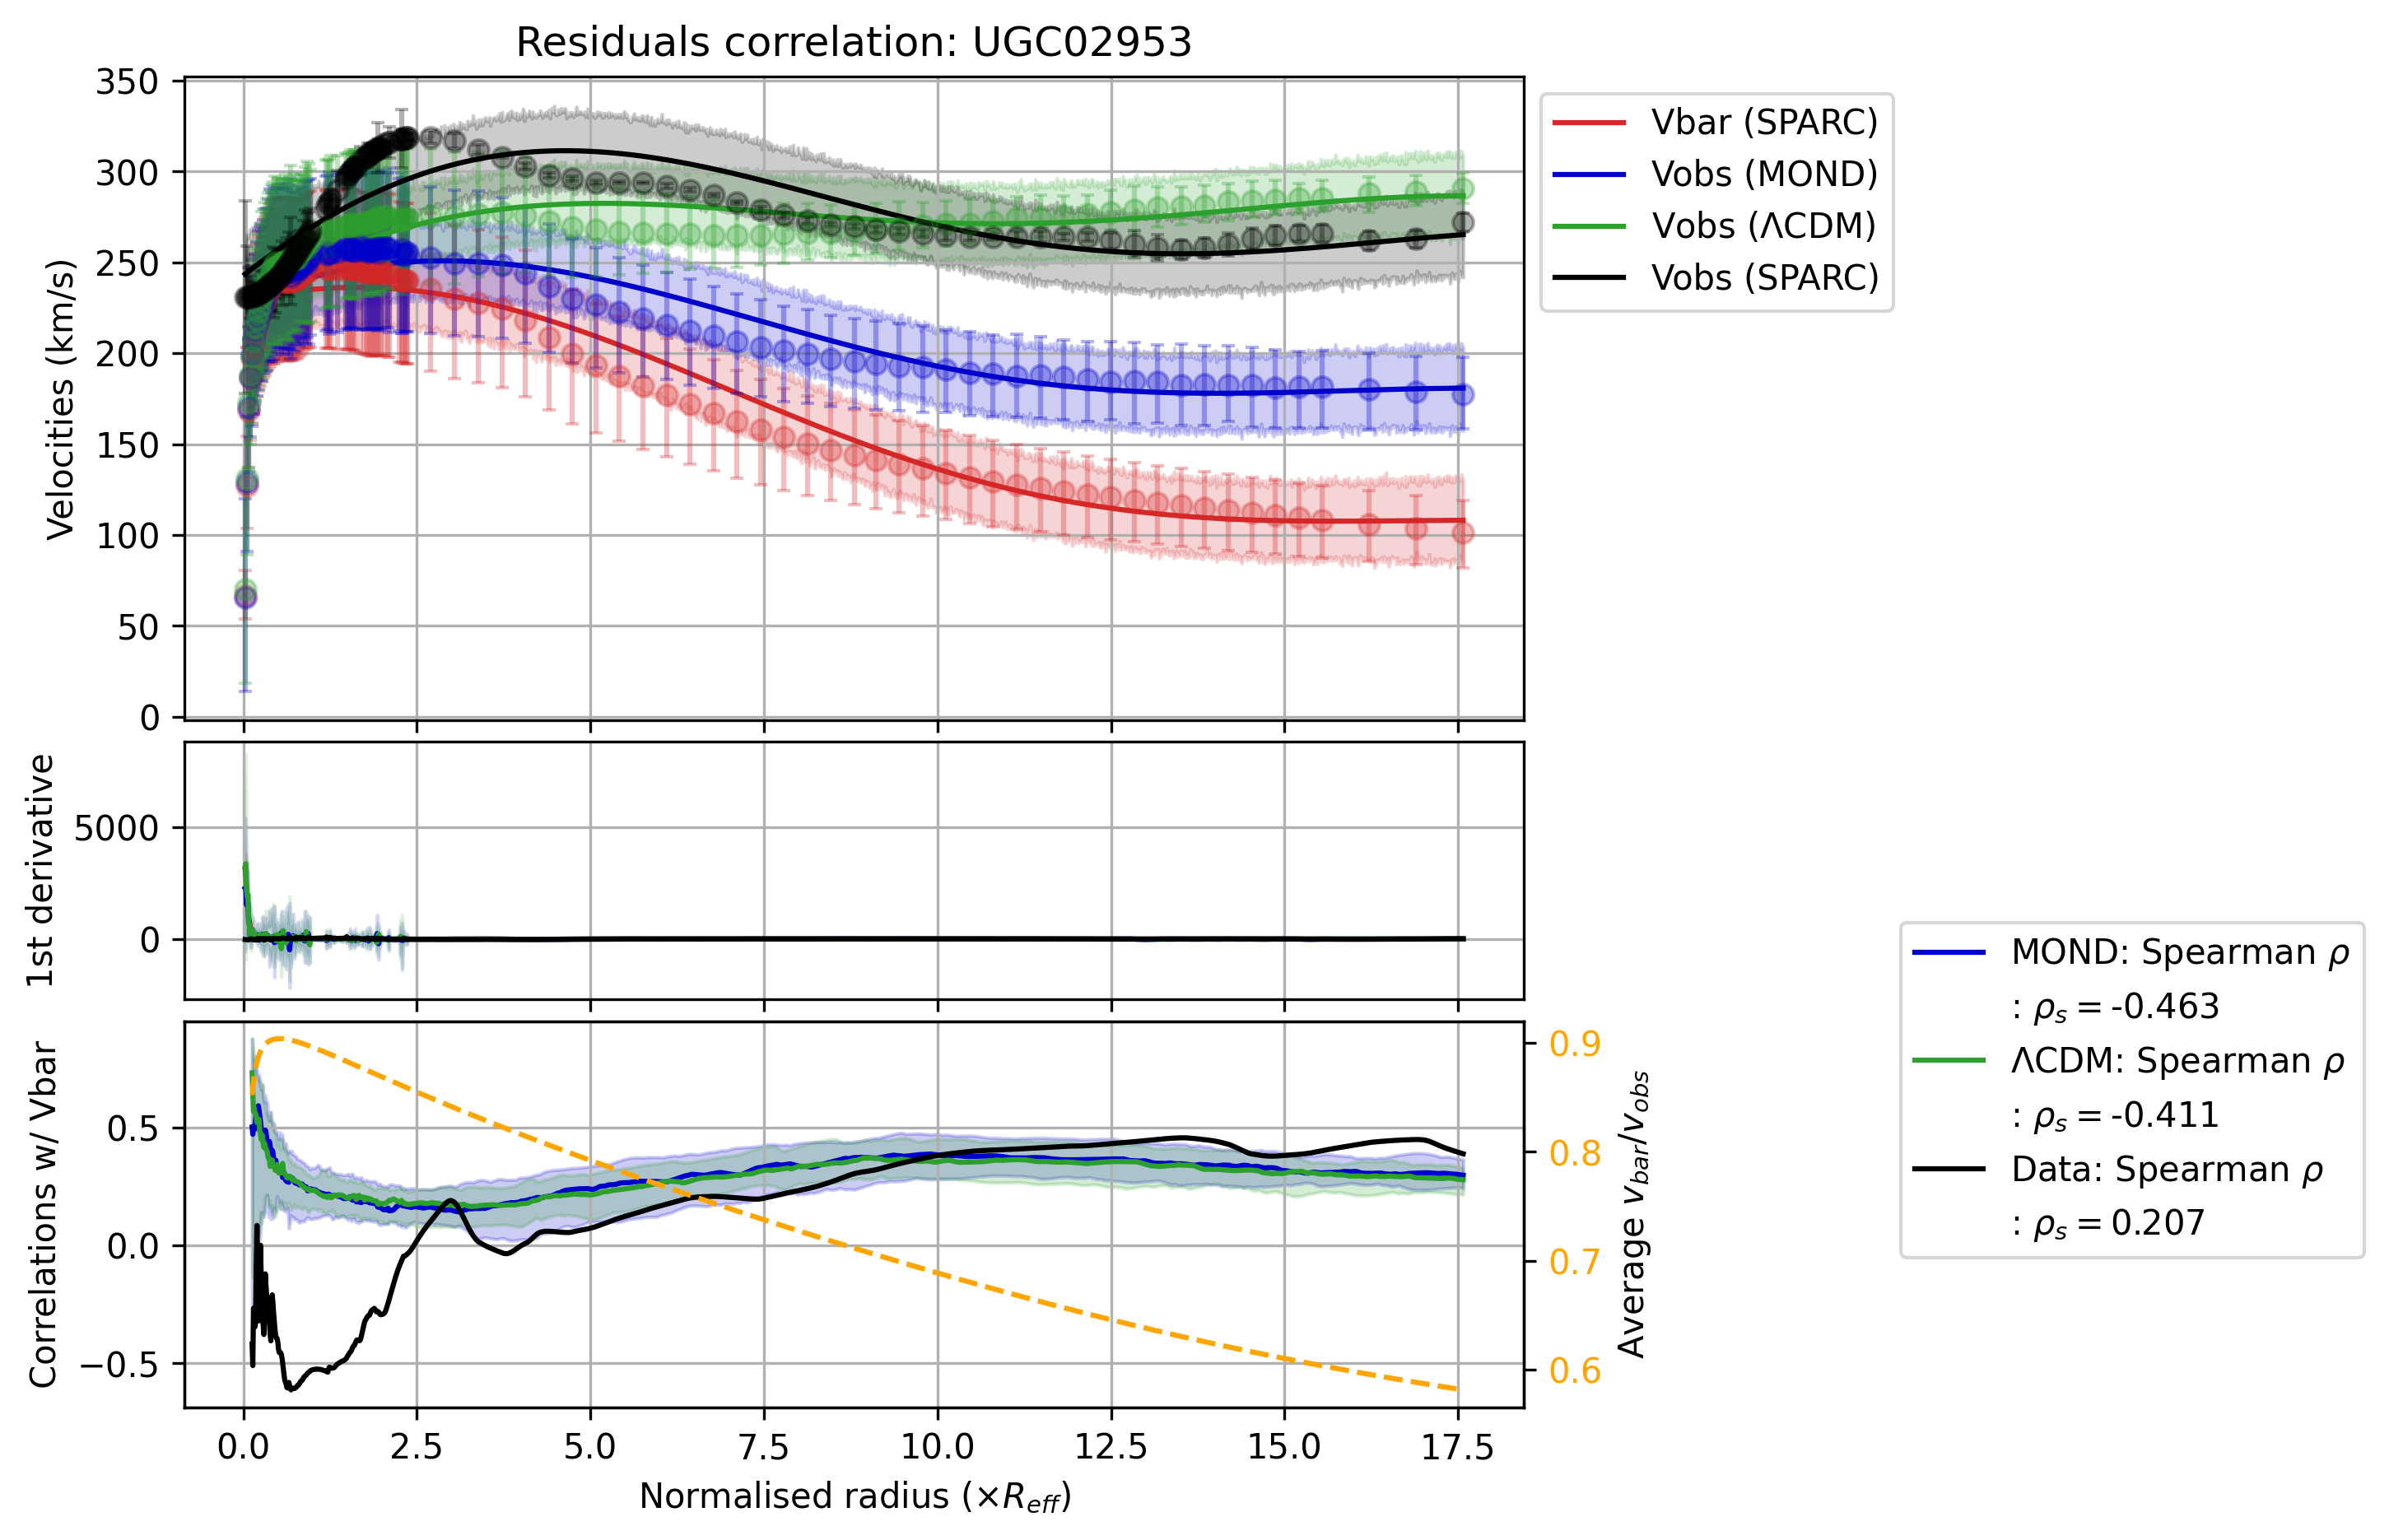 Residuals correlation: UGC02953
350
300
250
200
150
100
50
0
Velocities (km/s)
Vbar (SPARC)
Vobs (MOND)
Vobs (ΛCDM)
Vobs (SPARC)
5000
0
1st derivative
0.5
0.0
−0.5
Correlations w/ Vbar
0.9
0.8
0.7
0.6
Average v_bar/v_obs
MOND: Spearman ρ
: ρ_s = -0.463
ΛCDM: Spearman ρ
: ρ_s = -0.411
Data: Spearman ρ
: ρ_s = 0.207
0.0 2.5 5.0 7.5 10.0 12.5 15.0 17.5
Normalised radius (×R_eff)